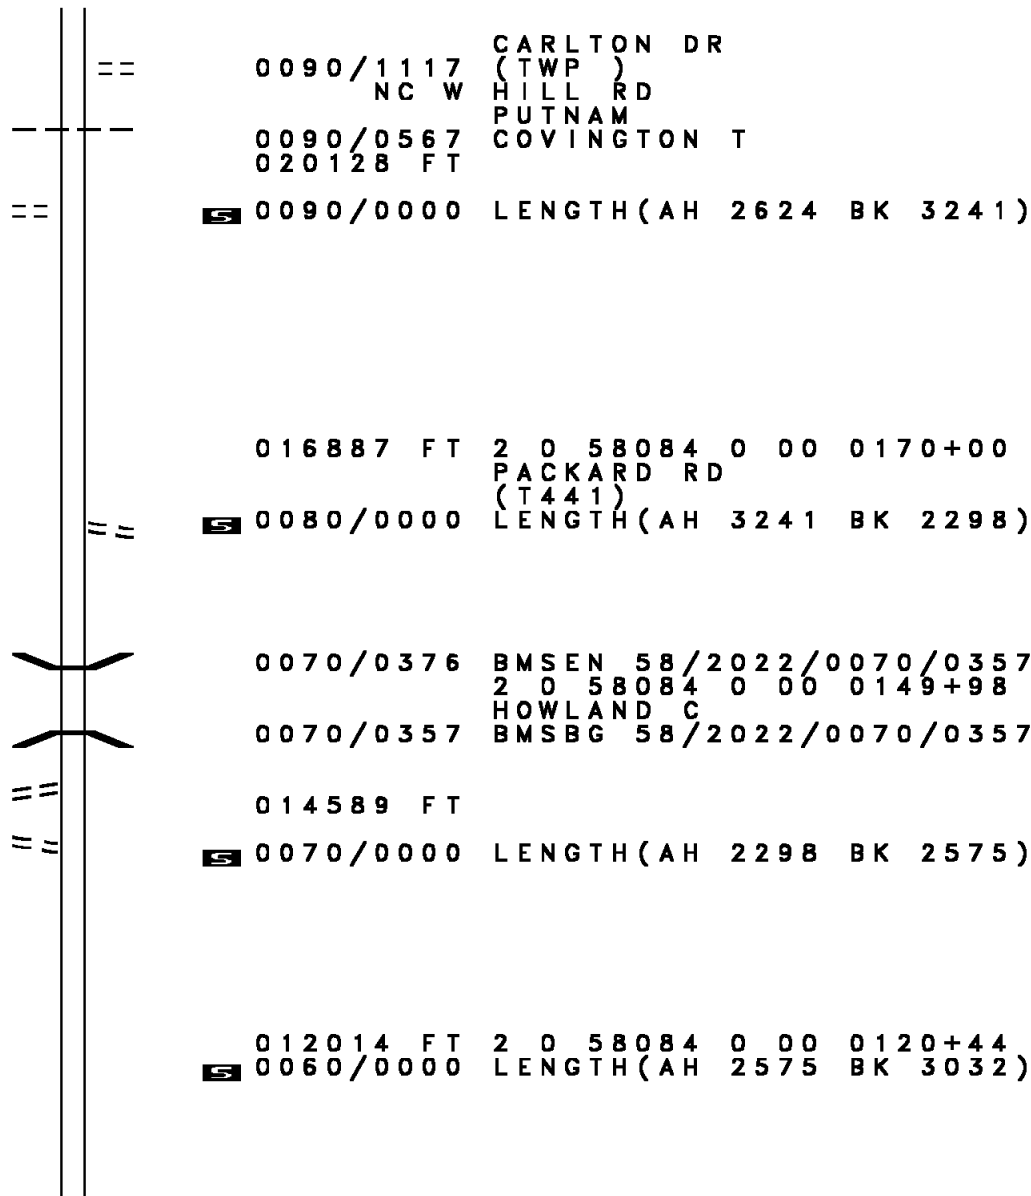 CARLTON DR
0090/1117 (TWP )
NC W HILL RD
PUTNAM
0090/0567 COVINGTON T
020128 FT
S 0090/0000 LENGTH(AH 2624 BK 3241)
016887 FT 2 0 58084 0 00 0170+00
PACKARD RD
(T441)
S 0080/0000 LENGTH(AH 3241 BK 2298)
0070/0376 BMSEN 58/2022/0070/0357
2 0 58084 0 00 0149+98
HOWLAND C
0070/0357 BMSBG 58/2022/0070/0357
014589 FT
S 0070/0000 LENGTH(AH 2298 BK 2575)
012014 FT 2 0 58084 0 00 0120+44
S 0060/0000 LENGTH(AH 2575 BK 3032)